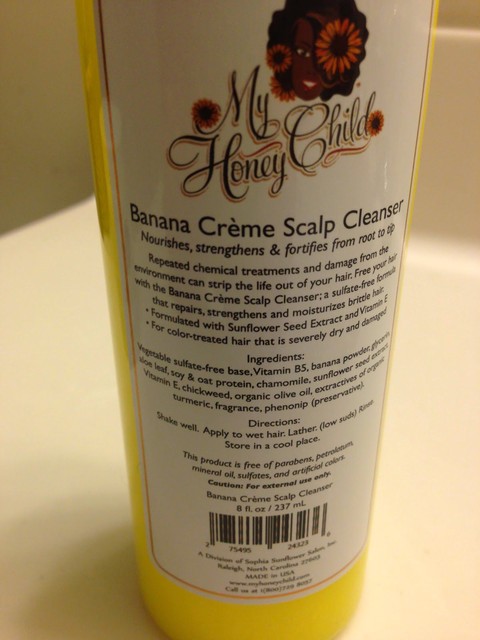 My
Honey Child
Banana Crème Scalp Cleanser
Nourishes, strengthens & fortifies from root to tip
Repeated chemical treatments and damage from the
environment can strip the life out of your hair. Free your hair
with the Banana Crème Scalp Cleanser; a sulfate-free formula
that repairs, strengthens and moisturizes brittle hair.
• Formulated with Sunflower Seed Extract and Vitamin E
• For color-treated hair that is severely dry and damaged
Ingredients:
Vegetable sulfate-free base, Vitamin B5, banana powder, glycerin,
aloe leaf, soy & oat protein, chamomile, sunflower seed extract,
Vitamin E, chickweed, organic olive oil, extractives of organic
turmeric, fragrance, phenonip (preservative).
Directions:
Shake well. Apply to wet hair. Lather. (low suds) Rinse
Store in a cool place.
This product is free of parabens, petrolatum,
mineral oil, sulfates, and artificial colors.
Caution: For external use only.
Banana Crème Scalp Cleanser
8 fl. oz / 237 mL
2 75495 24323 6
A Division of Sophia Sunflower Salon, Inc.
Raleigh, North Carolina 27603
MADE in USA
www.myhoneychild.com
Call us at